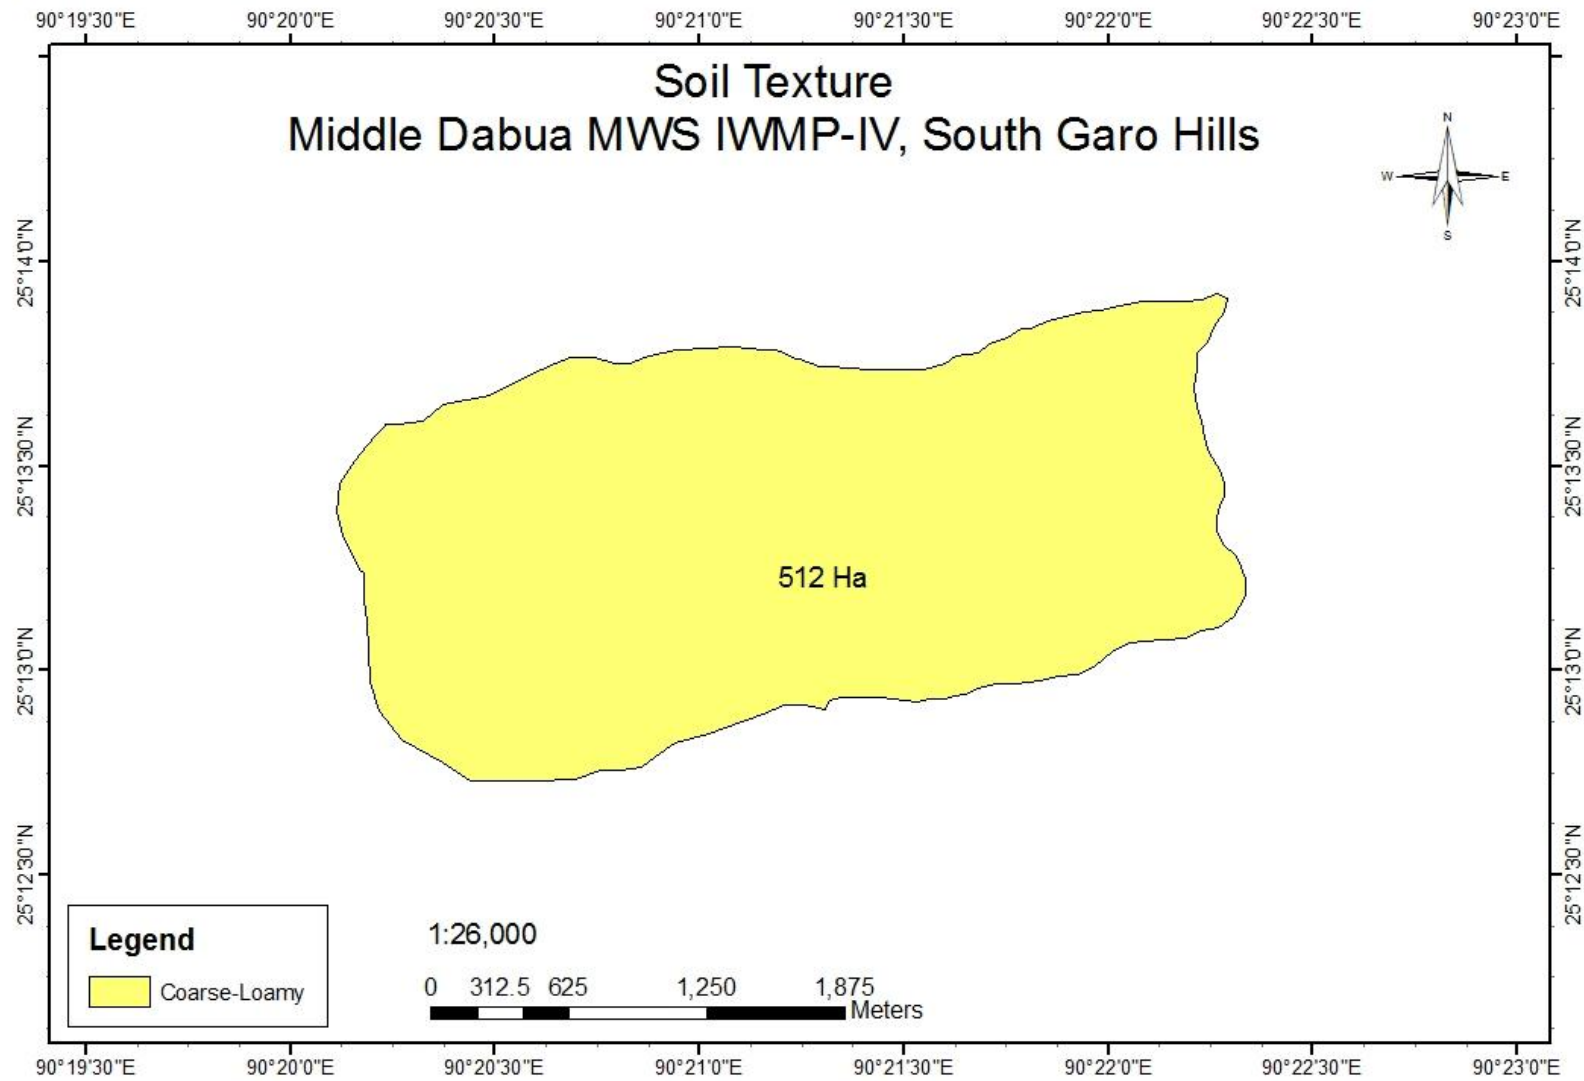 90°19'30"E 90°20'0"E 90°20'30"E 90°21'0"E 90°21'30"E 90°22'0"E 90°22'30"E 90°23'0"E
Soil Texture
Middle Dabua MWS IWMP-IV, South Garo Hills
N
W E
S
25°14'0"N 25°14'0"N
25°13'30"N 25°13'30"N
512 Ha
25°13'0"N 25°13'0"N
25°12'30"N 25°12'30"N
Legend
Coarse-Loamy
1:26,000
0 312.5 625 1,250 1,875
Meters
90°19'30"E 90°20'0"E 90°20'30"E 90°21'0"E 90°21'30"E 90°22'0"E 90°22'30"E 90°23'0"E